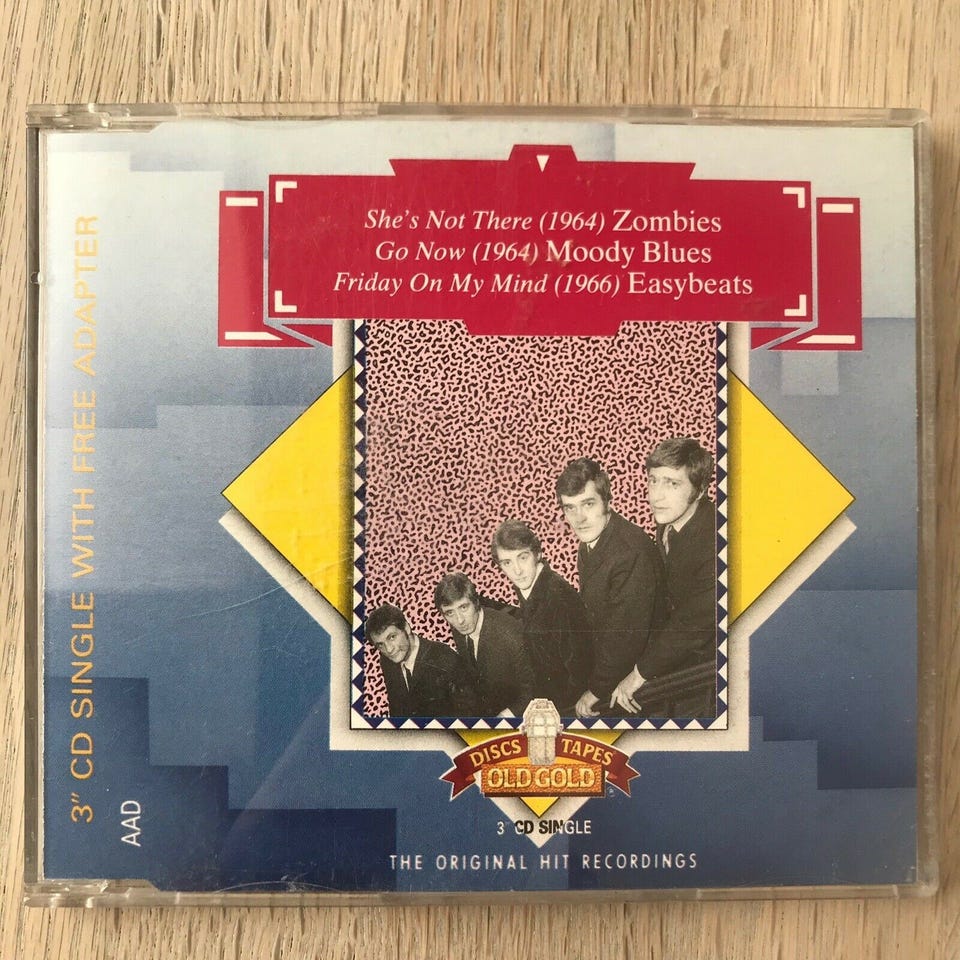 She's Not There (1964) Zombies
Go Now (1964) Moody Blues
Friday On My Mind (1966) Easybeats
3" CD SINGLE WITH FREE ADAPTER
AAD
DISCS TAPES
OLD GOLD
3" CD SINGLE
THE ORIGINAL HIT RECORDINGS